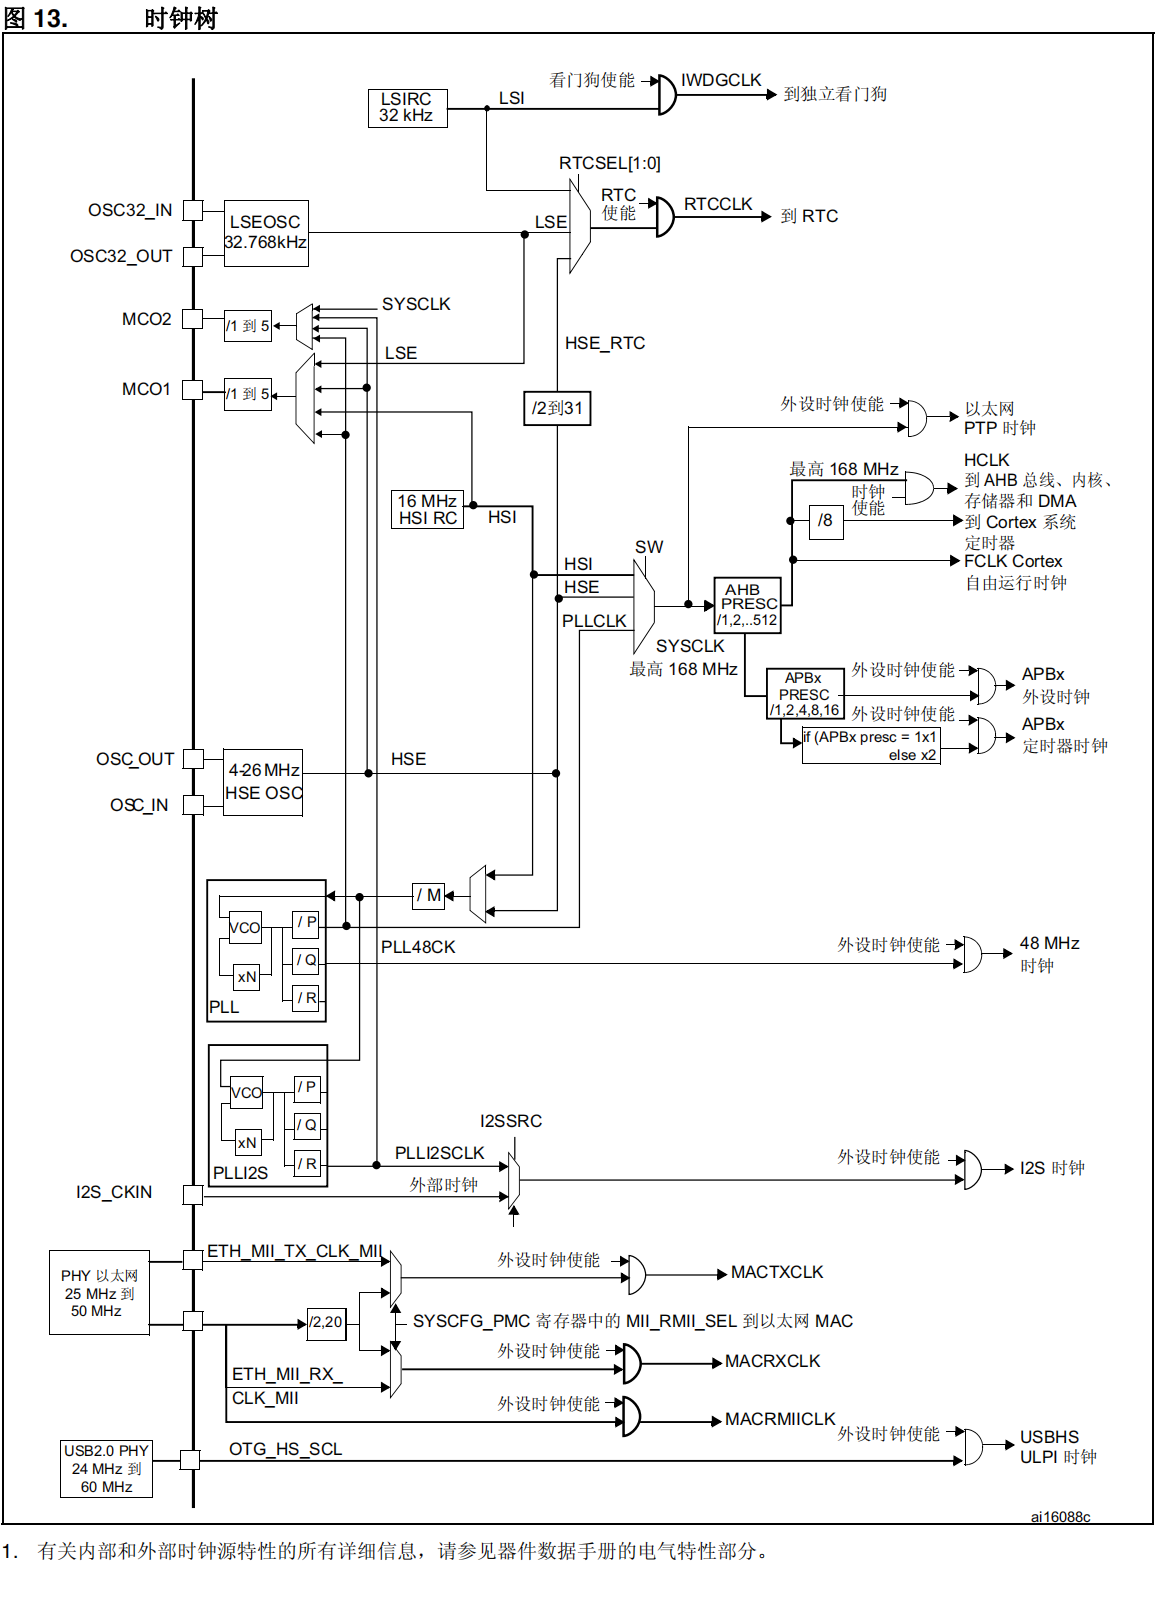 图 13. 时钟树
看门狗使能
IWDGCLK
到独立看门狗
LSIRC
32 kHz
LSI
RTCSEL[1:0]
RTC
使能
RTCCLK
到 RTC
OSC32_IN
OSC32_OUT
LSEOSC
32.768kHz
LSE
SYSCLK
MCO2
/1 到 5
LSE
HSE_RTC
MCO1
/1 到 5
/2到31
外设时钟使能
以太网
PTP 时钟
最高 168 MHz
时钟
使能
HCLK
到 AHB 总线、内核、
存储器和 DMA
/8
到 Cortex 系统
定时器
FCLK Cortex
自由运行时钟
16 MHz
HSI RC
HSI
SW
HSI
HSE
PLLCLK
SYSCLK
最高 168 MHz
AHB
PRESC
/1,2,..512
APBx
PRESC
/1,2,4,8,16
外设时钟使能
APBx
外设时钟
外设时钟使能
APBx
定时器时钟
if (APBx presc = 1x1
else x2
OSC_OUT
OSC_IN
4-26 MHz
HSE OSC
HSE
/ M
VCO
xN
/ P
/ Q
/ R
PLL
PLL48CK
外设时钟使能
48 MHz
时钟
VCO
xN
/ P
/ Q
/ R
PLLI2S
I2SSRC
PLLI2SCLK
外部时钟
I2S_CKIN
外设时钟使能
I2S 时钟
PHY 以太网
25 MHz 到
50 MHz
ETH_MII_TX_CLK_MII
外设时钟使能
MACTXCLK
/2,20
SYSCFG_PMC 寄存器中的 MII_RMII_SEL 到以太网 MAC
外设时钟使能
MACRXCLK
ETH_MII_RX_
CLK_MII
外设时钟使能
MACRMIICLK
USB2.0 PHY
24 MHz 到
60 MHz
OTG_HS_SCL
外设时钟使能
USBHS
ULPI 时钟
ai16088c
1. 有关内部和外部时钟源特性的所有详细信息，请参见器件数据手册的电气特性部分。